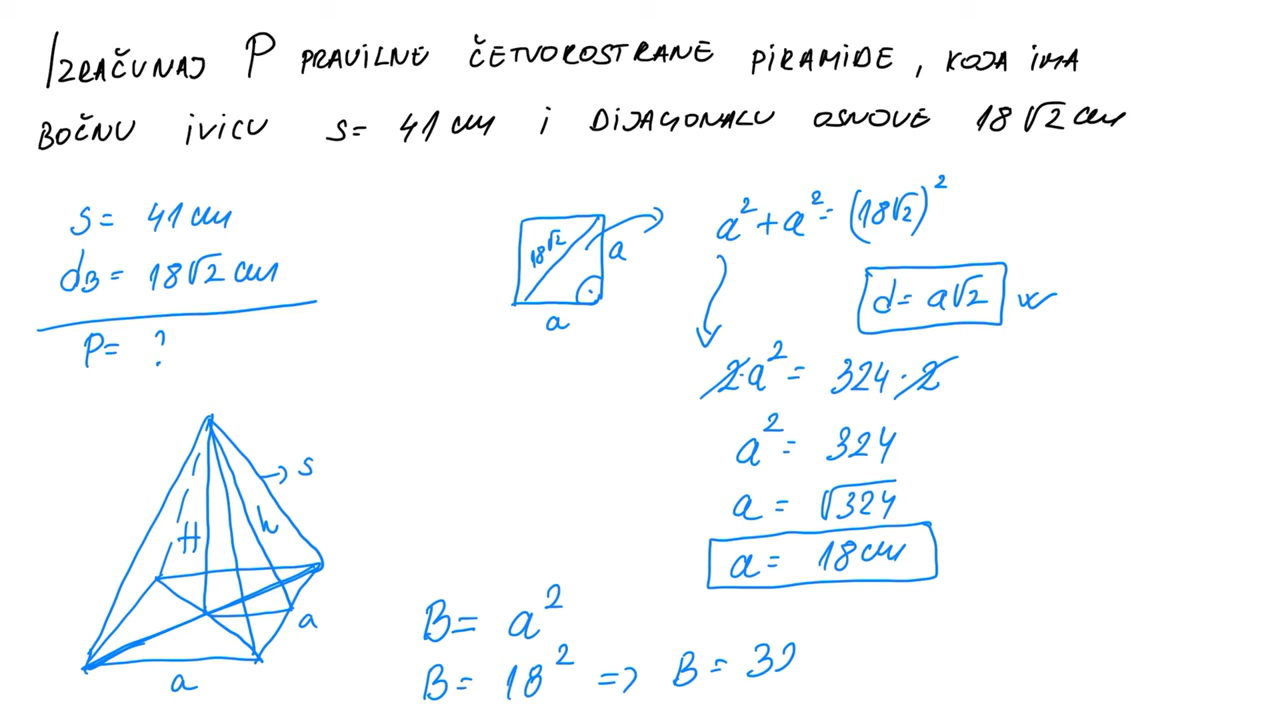 IZRAČUNAJ P PRAVILNE ČETVOROSTRANE PIRAMIDE, KOJA IMA
BOČNU IVICU S= 41 cm I DIJAGONALU OSNOVE 18√2 cm
S= 41 cm
dB= 18√2 cm
P= ?
18√2
a
a
a²+a²=(18√2)²
d= a√2
2·a²= 324·2
a²= 324
a= √324
a= 18 cm
s
H
h
a
a
B= a²
B= 18² => B= 32